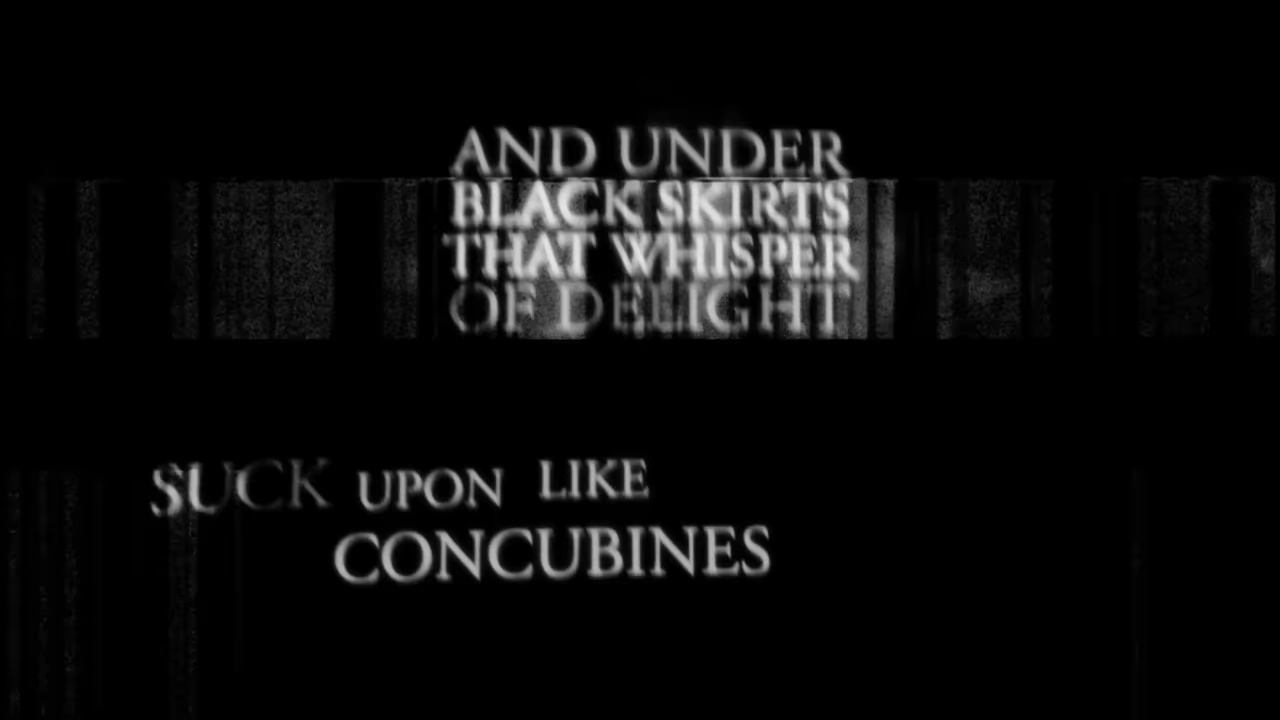 AND UNDER
BLACK SKIRTS
THAT WHISPER
OF DELIGHT
SUCK UPON LIKE
CONCUBINES